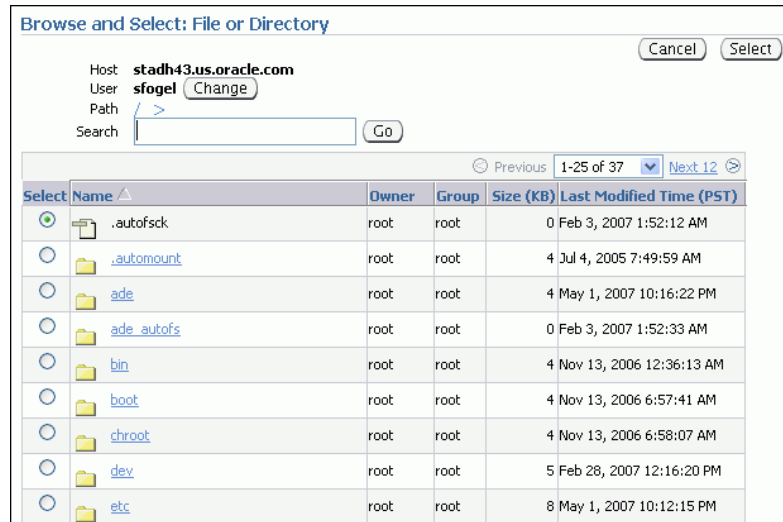 Browse and Select: File or Directory
Cancel Select
Host stadh43.us.oracle.com
User sfogel Change
Path / >
Search Go
Previous 1-25 of 37 Next 12
Select Name Owner Group Size (KB) Last Modified Time (PST)
.autofsck root root 0 Feb 3, 2007 1:52:12 AM
.automount root root 4 Jul 4, 2005 7:49:59 AM
ade root root 4 May 1, 2007 10:16:22 PM
ade_autofs root root 0 Feb 3, 2007 1:52:33 AM
bin root root 4 Nov 13, 2006 12:36:13 AM
boot root root 4 Nov 13, 2006 6:57:41 AM
chroot root root 4 Nov 13, 2006 6:58:07 AM
dev root root 5 Feb 28, 2007 12:16:20 PM
etc root root 8 May 1, 2007 10:12:15 PM